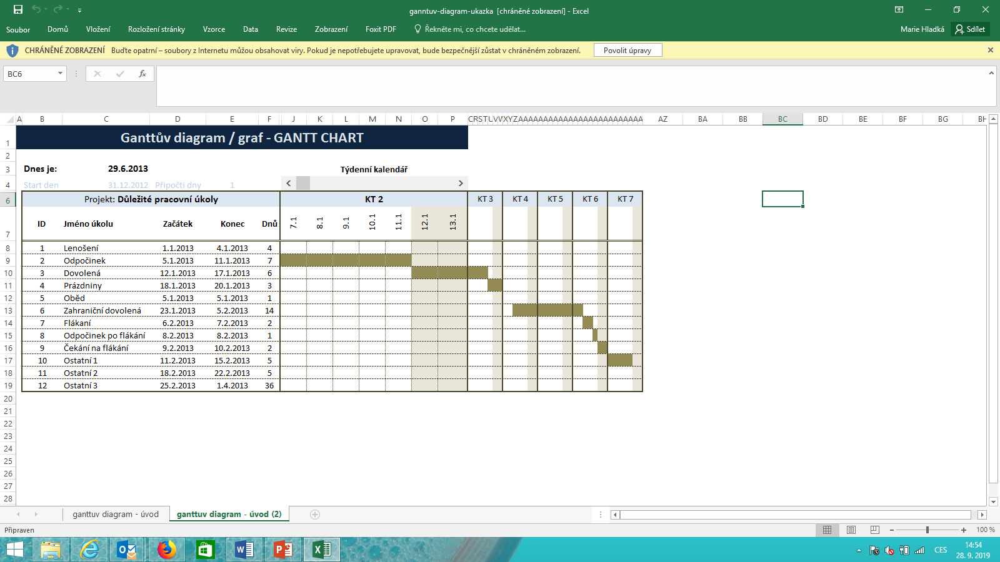 ganntuv-diagram-ukazka [chráněné zobrazení] - Excel
Soubor Domů Vložení Rozložení stránky Vzorce Data Revize Zobrazení Foxit PDF Řekněte mi, co chcete udělat... Marie Hladká Sdílet
CHRÁNĚNÉ ZOBRAZENÍ Buďte opatrní – soubory z Internetu můžou obsahovat viry. Pokud je nepotřebujete upravovat, bude bezpečnější zůstat v chráněném zobrazení. Povolit úpravy
BC6 fx
A B C D E F J K L M N O P CRSTUVWXYZAAAAAAAAAAAAAAAAAAAAAAAAA AZ BA BB BC BD BE BF BG BH
1 Ganttův diagram / graf - GANTT CHART
2
3 Dnes je: 29.6.2013 Týdenní kalendář
4 Start den 31.12.2012 Připočti dny 1
6 Projekt: Důležité pracovní úkoly KT 2 KT 3 KT 4 KT 5 KT 6 KT 7
7 ID Jméno úkolu Začátek Konec Dnů 7.1 8.1 9.1 10.1 11.1 12.1 13.1
8 1 Lenošení 1.1.2013 4.1.2013 4
9 2 Odpočinek 5.1.2013 11.1.2013 7
10 3 Dovolená 12.1.2013 17.1.2013 6
11 4 Prázdniny 18.1.2013 20.1.2013 3
12 5 Oběd 5.1.2013 5.1.2013 1
13 6 Zahraniční dovolená 23.1.2013 5.2.2013 14
14 7 Flákaní 6.2.2013 7.2.2013 2
15 8 Odpočinek po flákání 8.2.2013 8.2.2013 1
16 9 Čekání na flákání 9.2.2013 10.2.2013 2
17 10 Ostatní 1 11.2.2013 15.2.2013 5
18 11 Ostatní 2 18.2.2013 22.2.2013 5
19 12 Ostatní 3 25.2.2013 1.4.2013 36
20
21
22
23
24
25
26
27
28
ganttuv diagram - úvod ganttuv diagram - úvod (2)
Připraven 100 %
CES 14:54
28. 9. 2019